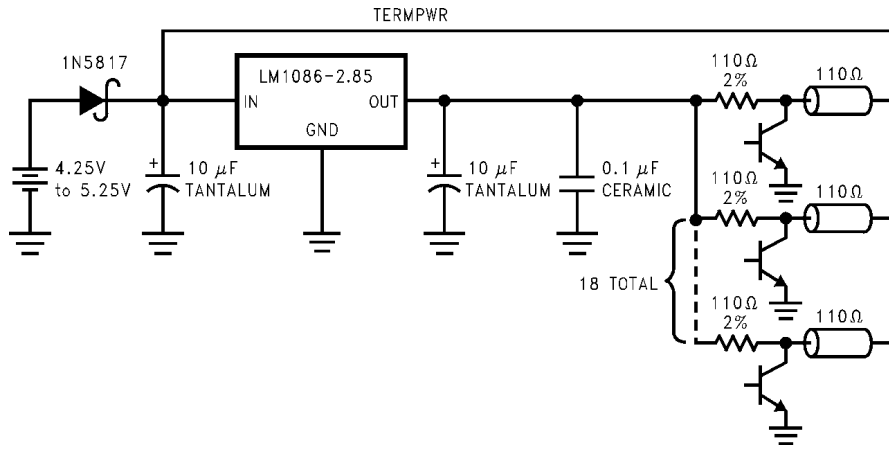 TERMPWR
1N5817
LM1086-2.85
IN
OUT
GND
4.25V
to 5.25V
+
10 μF
TANTALUM
+
10 μF
TANTALUM
0.1 μF
CERAMIC
110Ω
2%
110Ω
110Ω
2%
110Ω
18 TOTAL
110Ω
2%
110Ω